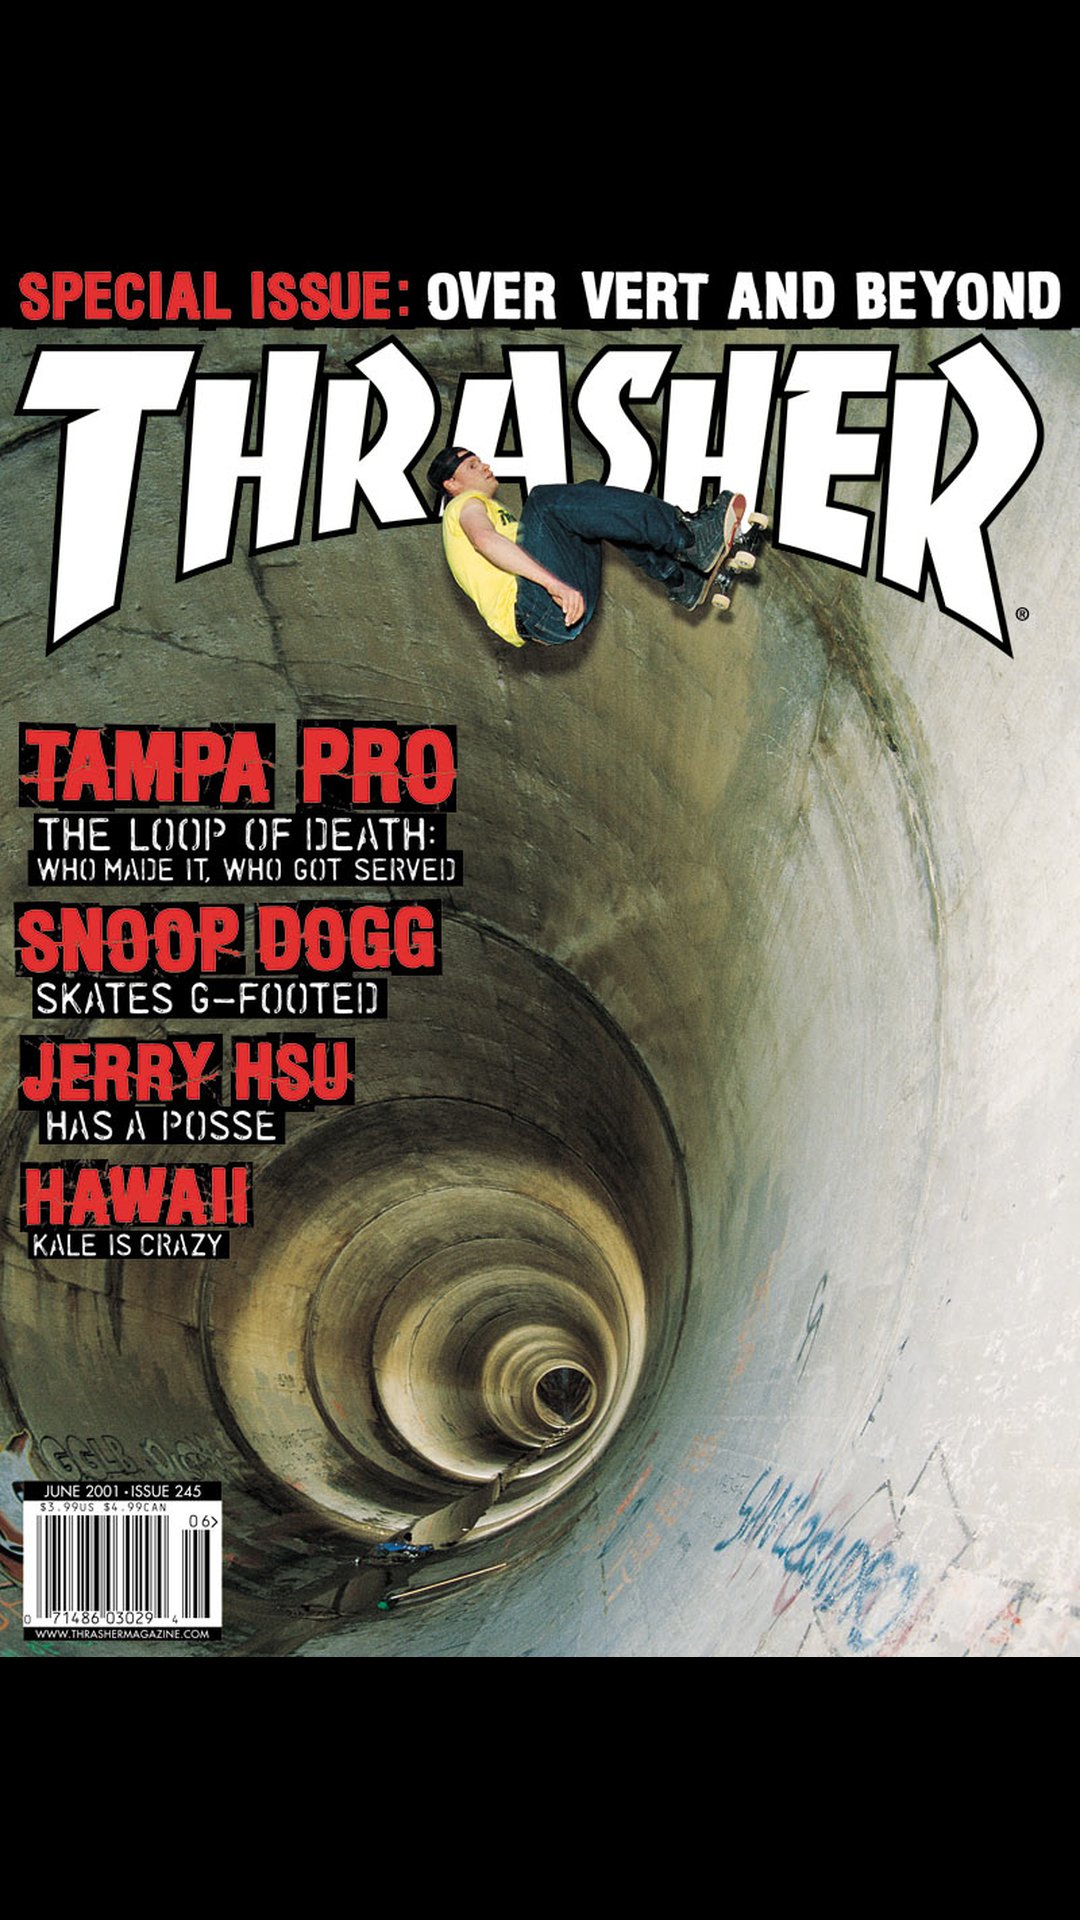 SPECIAL ISSUE: OVER VERT AND BEYOND
THRASHER
®
TAMPA PRO
THE LOOP OF DEATH:
WHO MADE IT, WHO GOT SERVED
SNOOP DOGG
SKATES G-FOOTED
JERRY HSU
HAS A POSSE
HAWAII
KALE IS CRAZY
JUNE 2001 • ISSUE 245
$3.99US $4.99CAN
06>
0 71486 03029 4
WWW.THRASHERMAGAZINE.COM